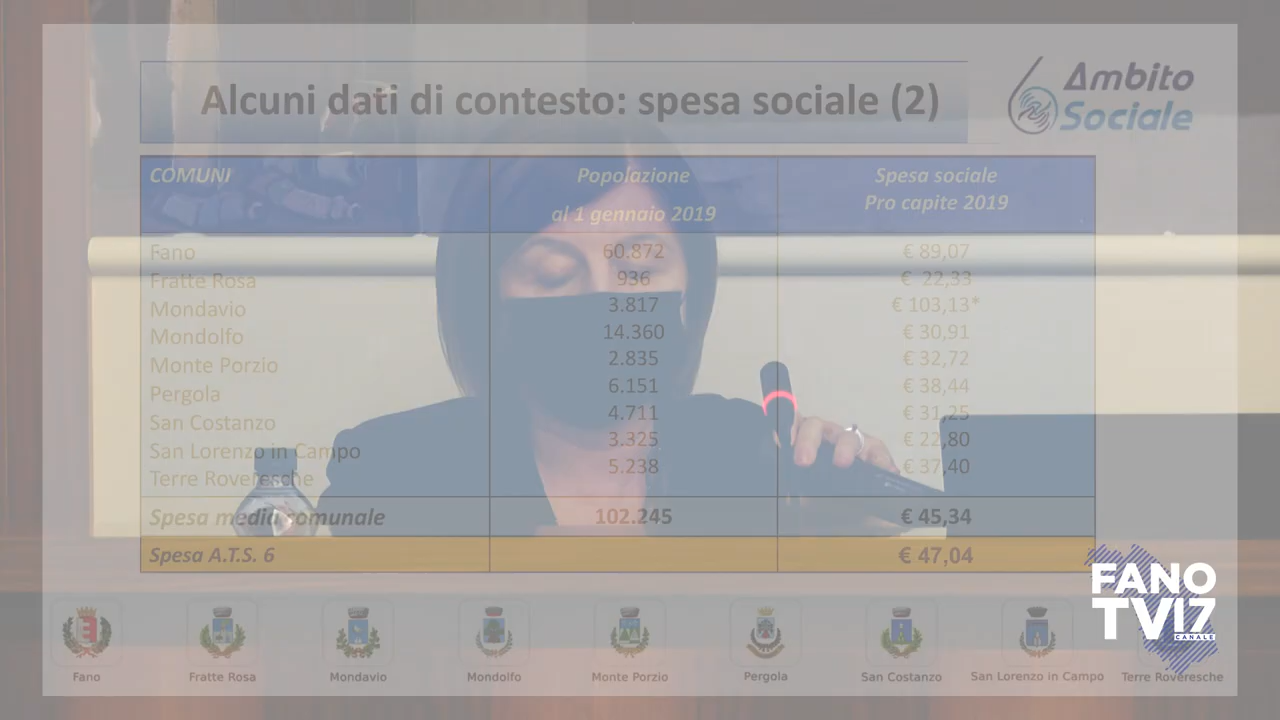 Alcuni dati di contesto: spesa sociale (2)
Ambito
Sociale
COMUNI
Popolazione
al 1 gennaio 2019
Spesa sociale
Pro capite 2019
Fano 60.872 € 89,07
Fratte Rosa 936 € 22,33
Mondavio 3.817 € 103,13*
Mondolfo 14.360 € 30,91
Monte Porzio 2.835 € 32,72
Pergola 6.151 € 38,44
San Costanzo 4.711 € 31,25
San Lorenzo in Campo 3.325 € 22,80
Terre Roveresche 5.238 € 37,40
Spesa media comunale 102.245 € 45,34
Spesa A.T.S. 6 € 47,04
FANO
TV17
CANALE
Fano Fratte Rosa Mondavio Mondolfo Monte Porzio Pergola San Costanzo San Lorenzo in Campo Terre Roveresche